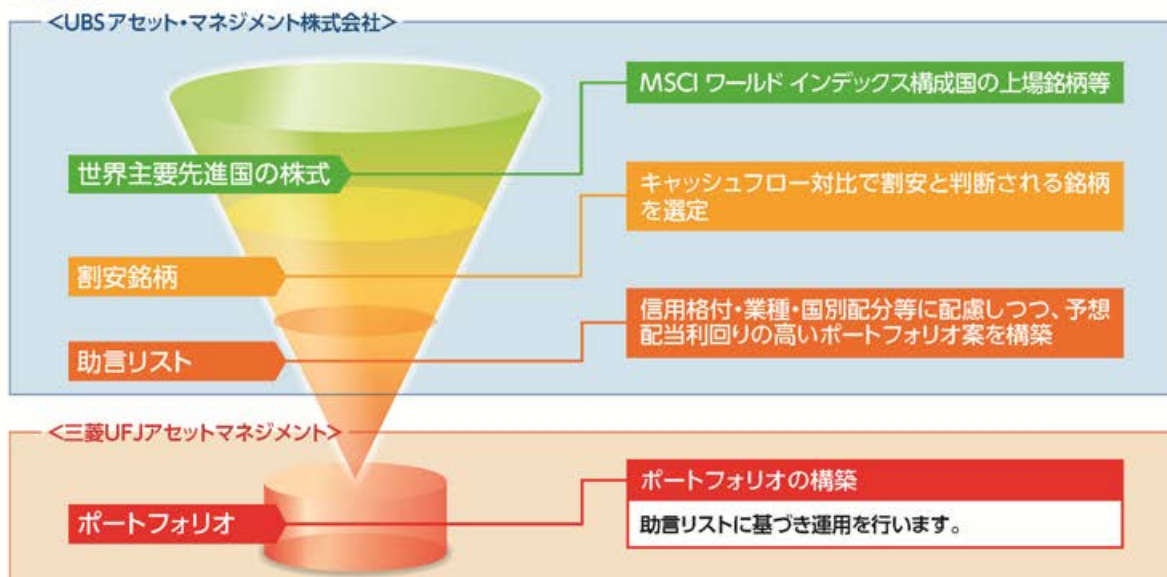 <UBSアセット・マネジメント株式会社>
MSCI ワールド インデックス構成国の上場銘柄等
世界主要先進国の株式
キャッシュフロー対比で割安と判断される銘柄
を選定
割安銘柄
信用格付・業種・国別配分等に配慮しつつ、予想
配当利回りの高いポートフォリオ案を構築
助言リスト
<三菱UFJアセットマネジメント>
ポートフォリオの構築
ポートフォリオ
助言リストに基づき運用を行います。